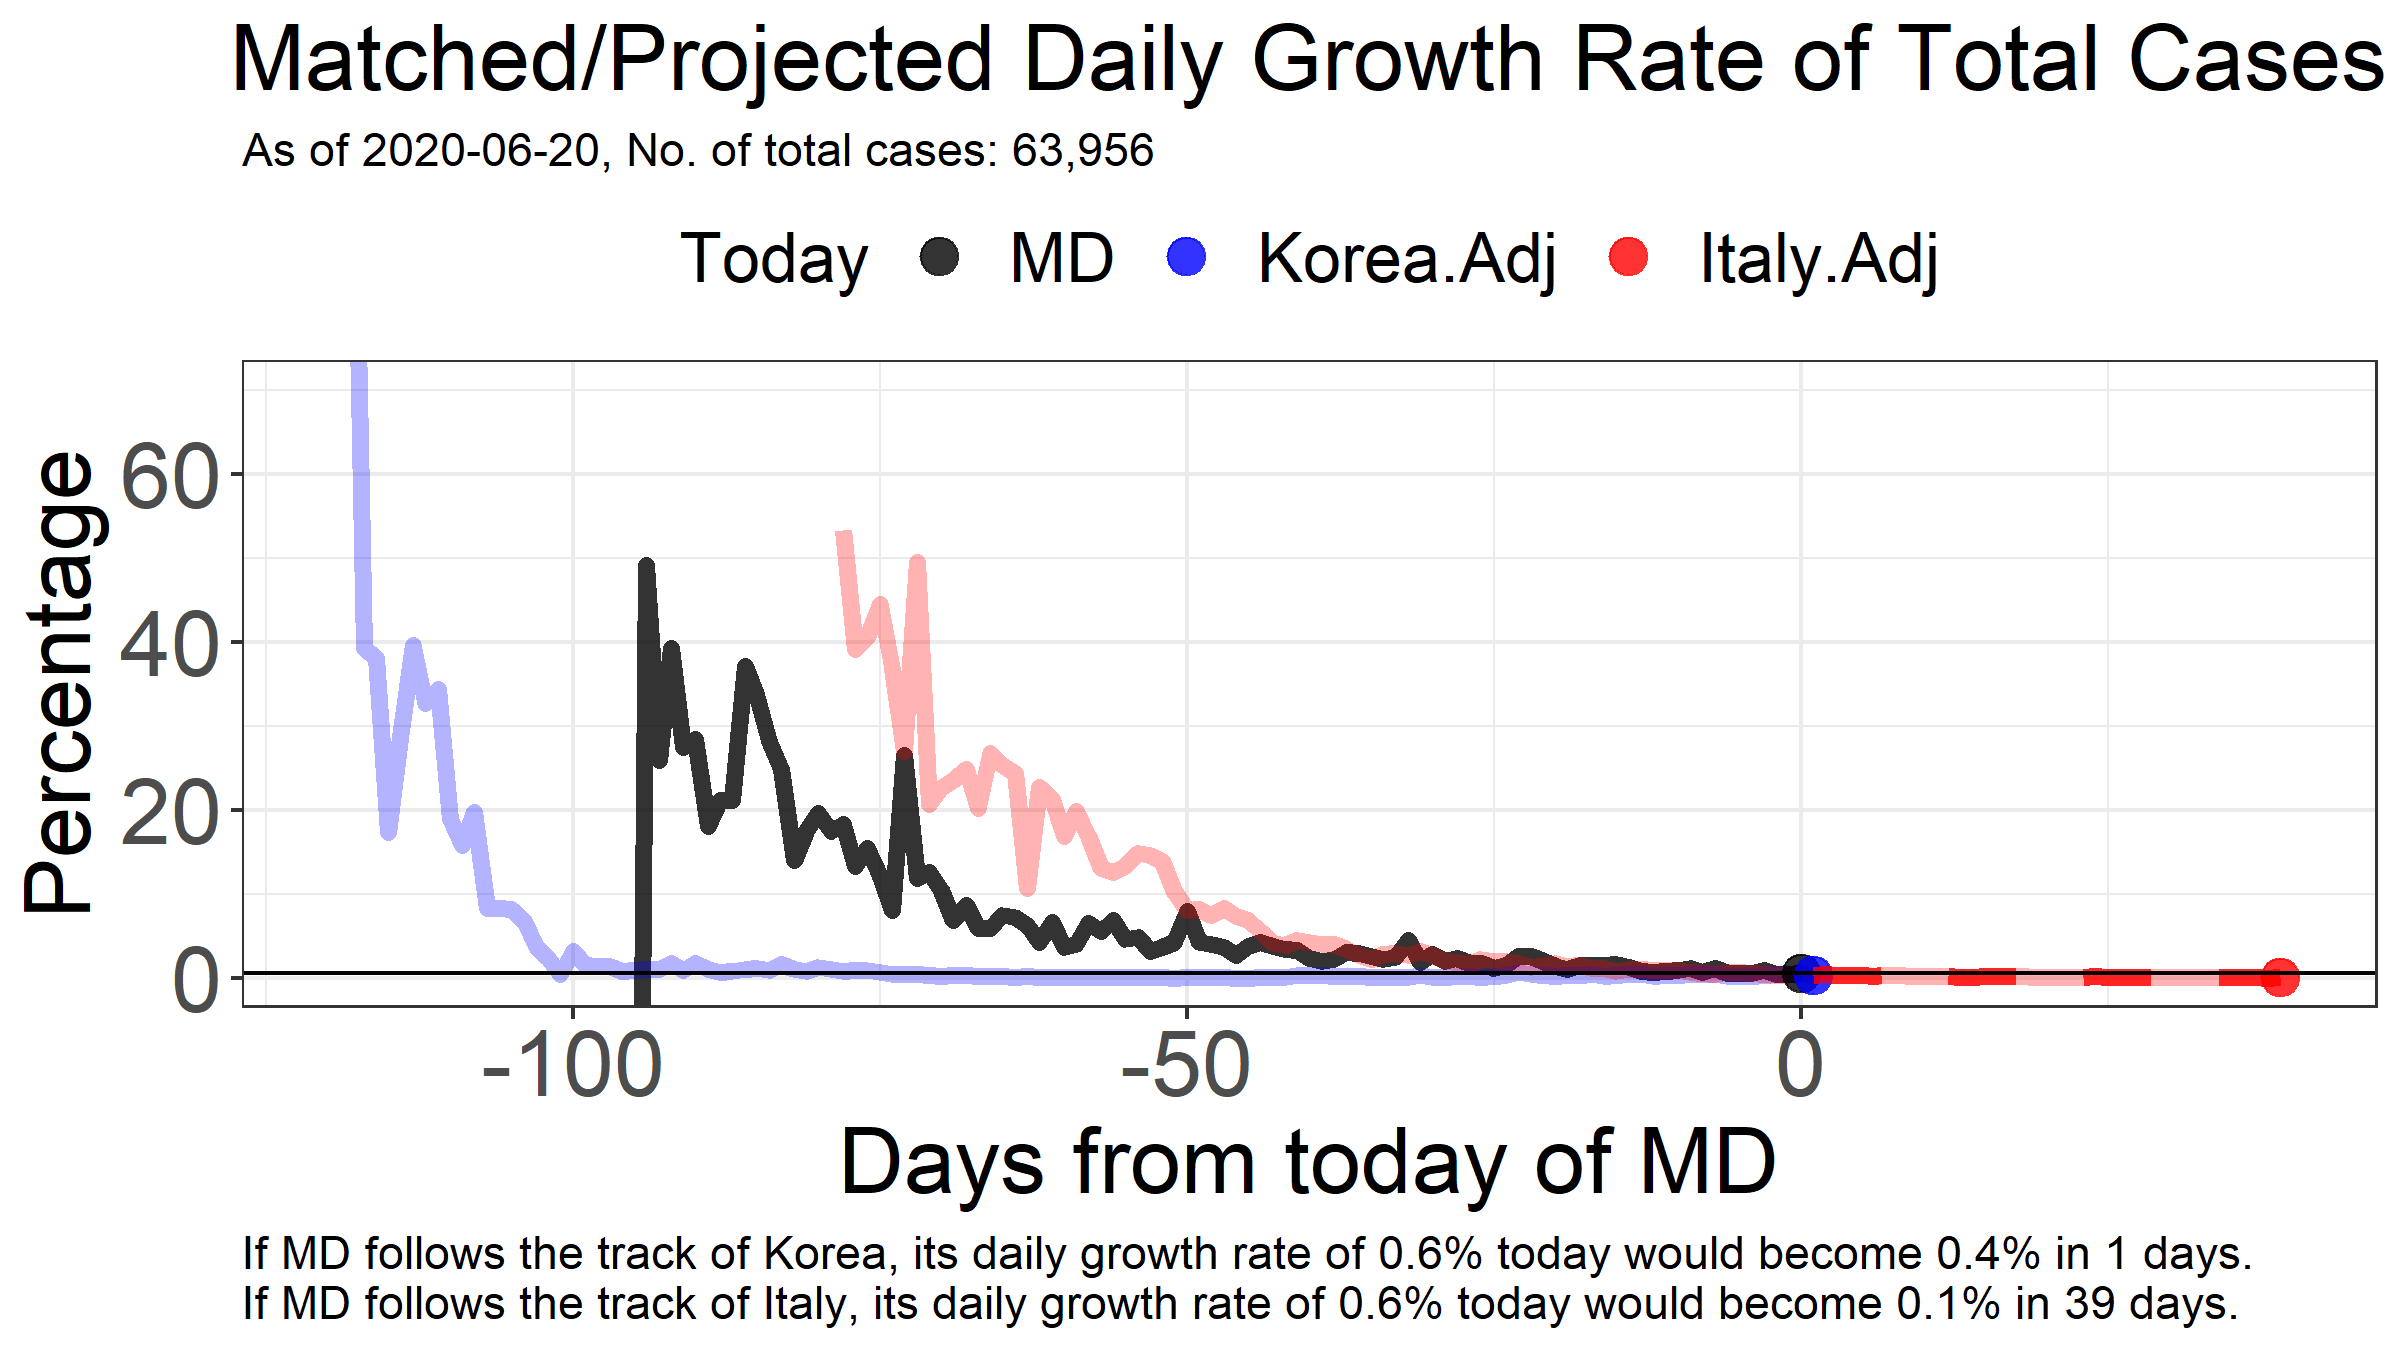 Matched/Projected Daily Growth Rate of Total Cases
As of 2020-06-20, No. of total cases: 63,956
Today MD Korea.Adj Italy.Adj
Percentage
60
40
20
0
-100 -50 0
Days from today of MD
If MD follows the track of Korea, its daily growth rate of 0.6% today would become 0.4% in 1 days.
If MD follows the track of Italy, its daily growth rate of 0.6% today would become 0.1% in 39 days.